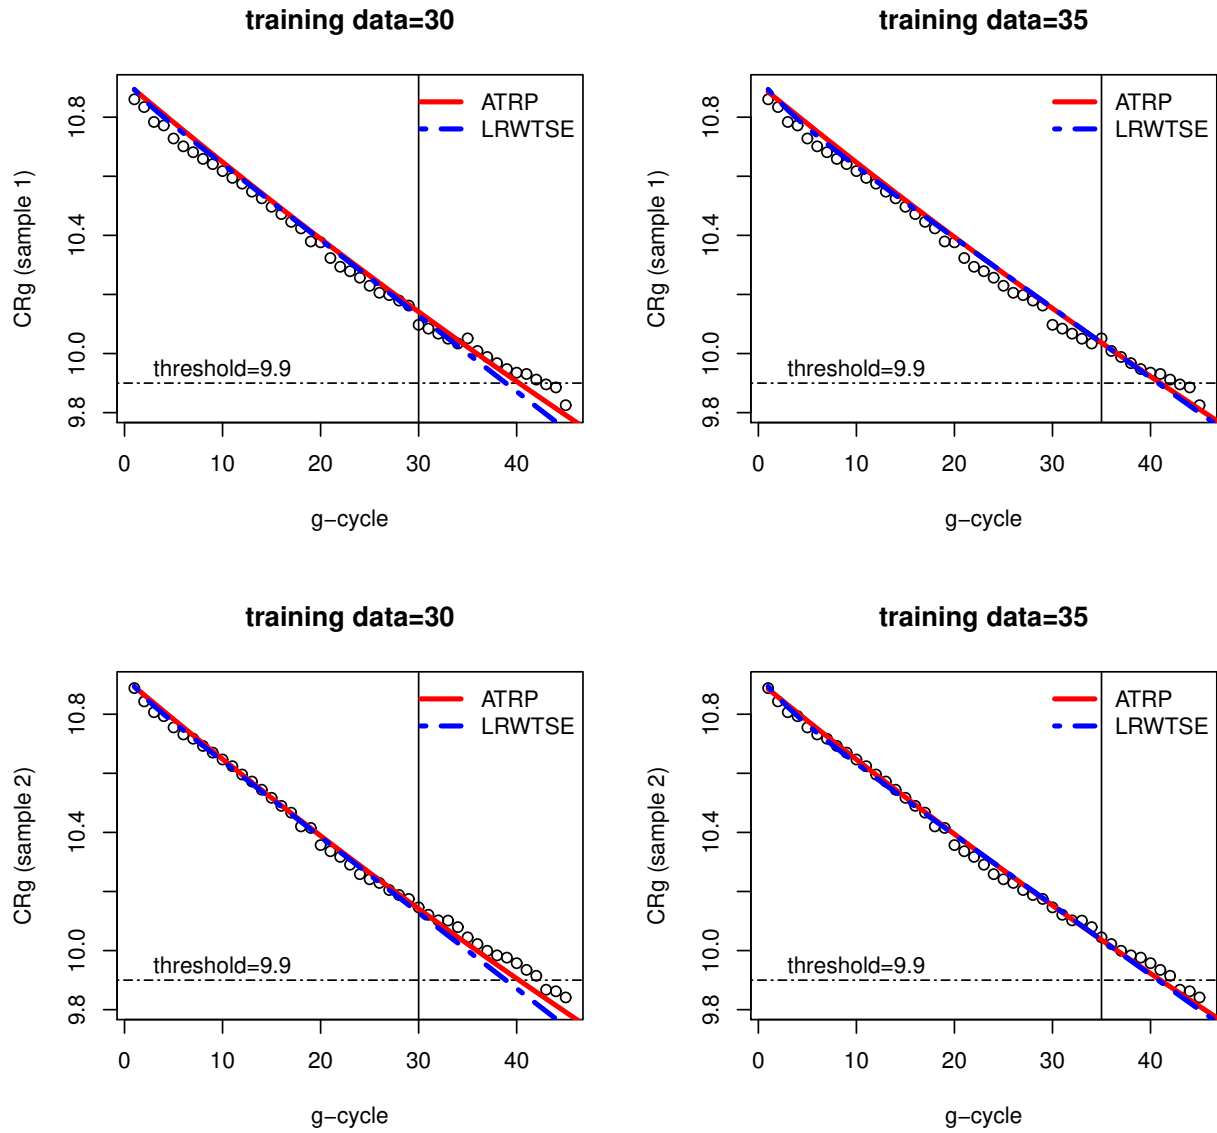 training data=30
CRg (sample 1)
10.8
10.4
10.0
9.8
ATRP
LRWTSE
threshold=9.9
0 10 20 30 40
g−cycle
training data=35
CRg (sample 1)
10.8
10.4
10.0
9.8
ATRP
LRWTSE
threshold=9.9
0 10 20 30 40
g−cycle
training data=30
CRg (sample 2)
10.8
10.4
10.0
9.8
ATRP
LRWTSE
threshold=9.9
0 10 20 30 40
g−cycle
training data=35
CRg (sample 2)
10.8
10.4
10.0
9.8
ATRP
LRWTSE
threshold=9.9
0 10 20 30 40
g−cycle